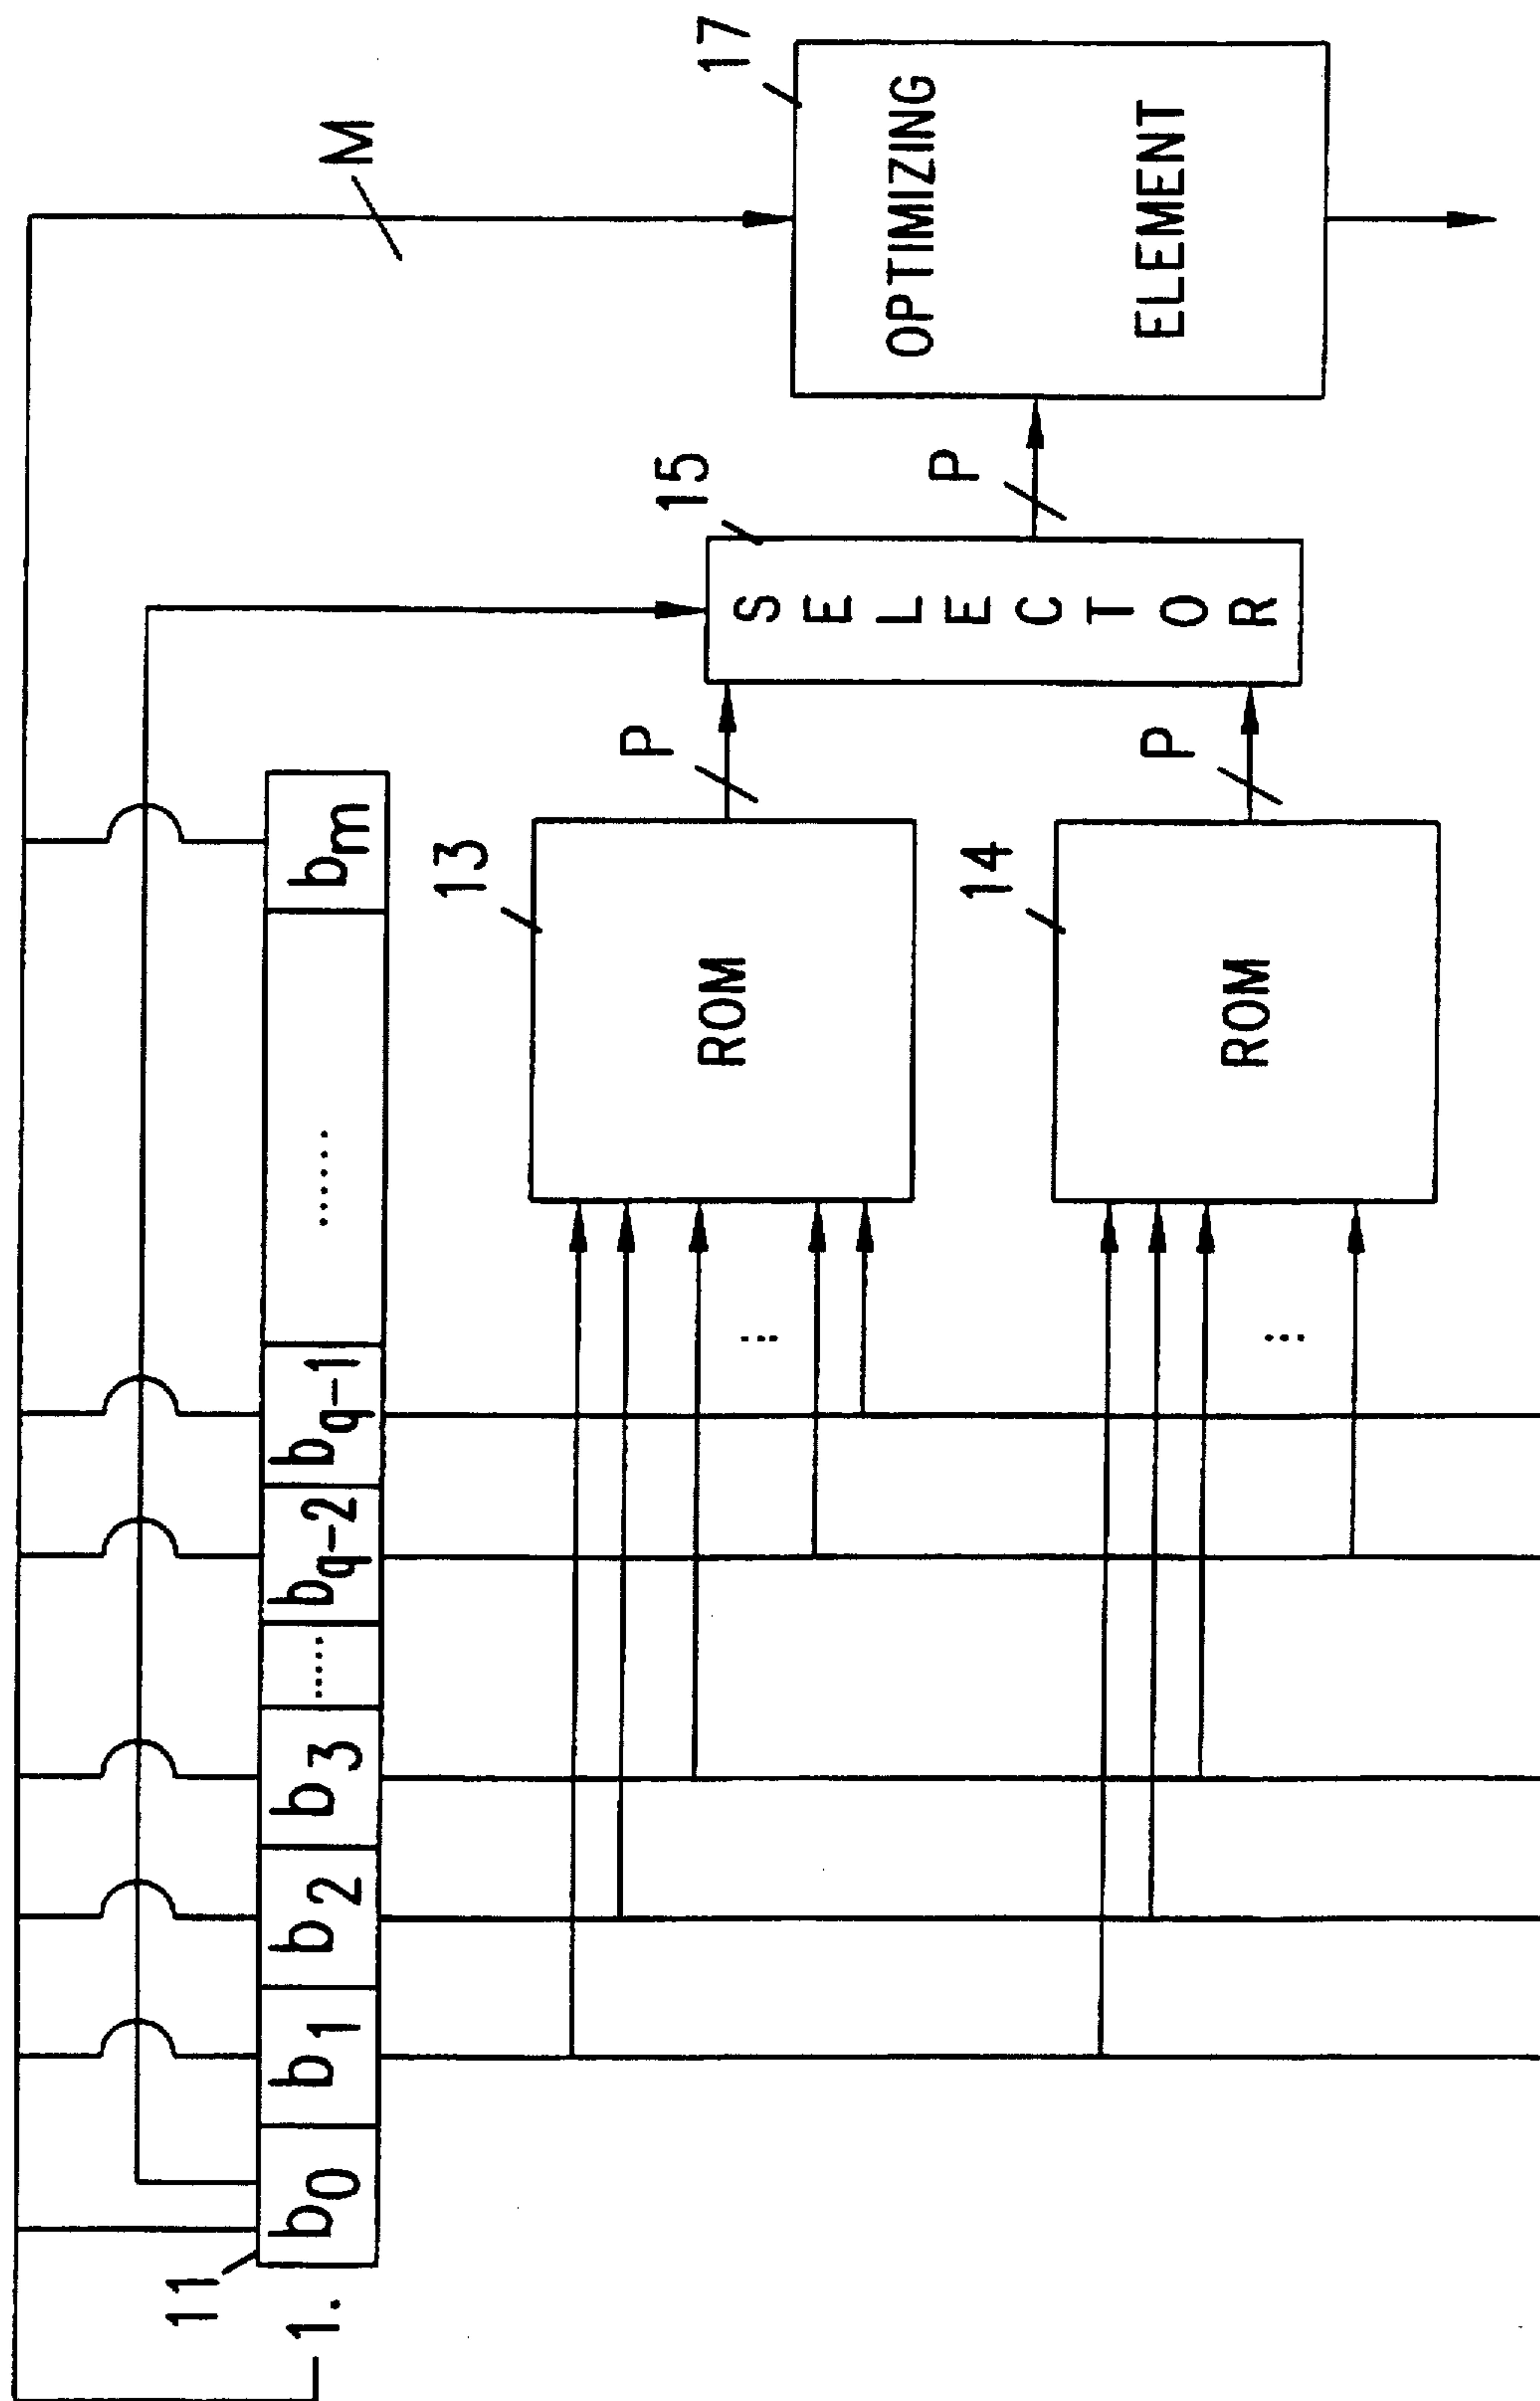 M
11
1.
b0 b1 b2 b3 ..... bq-2 bq-1 ...... bm
13
ROM
P
15
SELECTOR
P
17
OPTIMIZING
ELEMENT
14
ROM
P